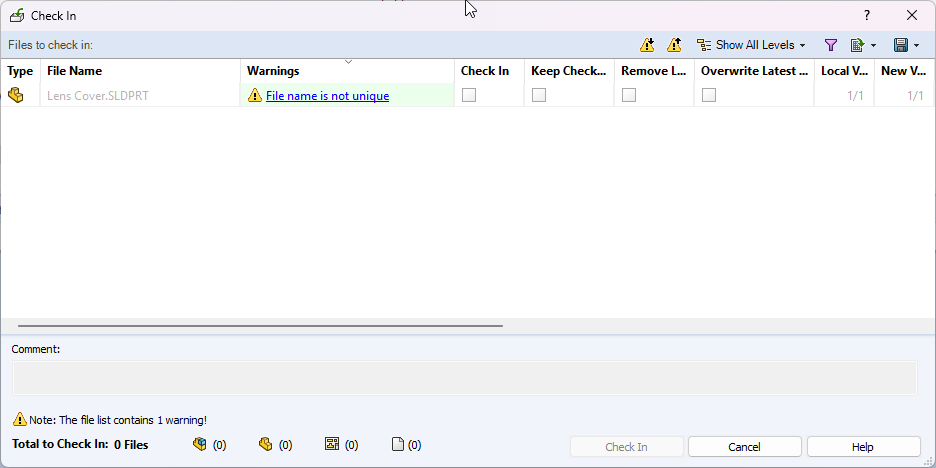 Check In
?
Files to check in:
Show All Levels
Type File Name Warnings Check In Keep Check... Remove L... Overwrite Latest ... Local V... New V...
Lens Cover.SLDPRT File name is not unique 1/1 1/1
Comment:
Note: The file list contains 1 warning!
Total to Check In: 0 Files (0) (0) (0) (0)
Check In Cancel Help